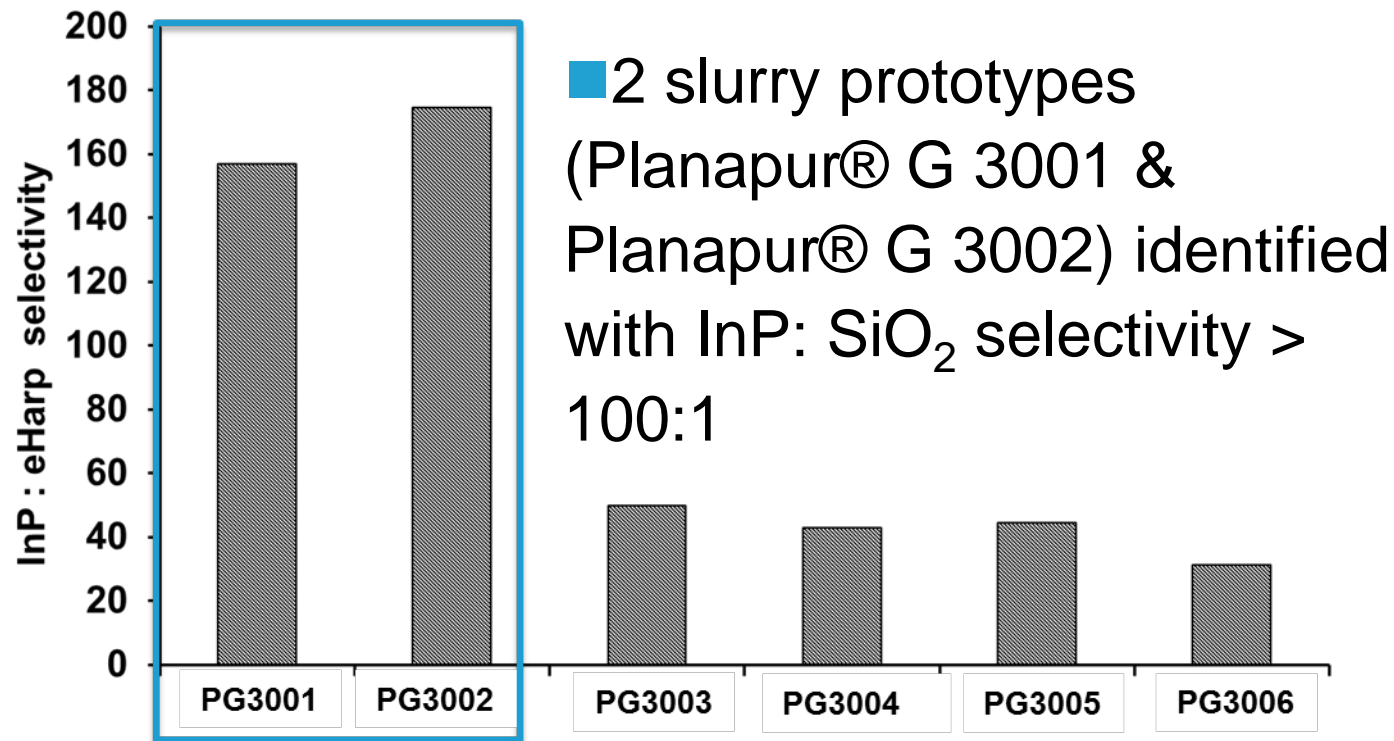 200
180
160
140
120
100
80
60
40
20
0
InP : eHarp selectivity
■2 slurry prototypes
(Planapur® G 3001 &
Planapur® G 3002) identified
with InP: SiO₂ selectivity >
100:1
PG3001 PG3002 PG3003 PG3004 PG3005 PG3006